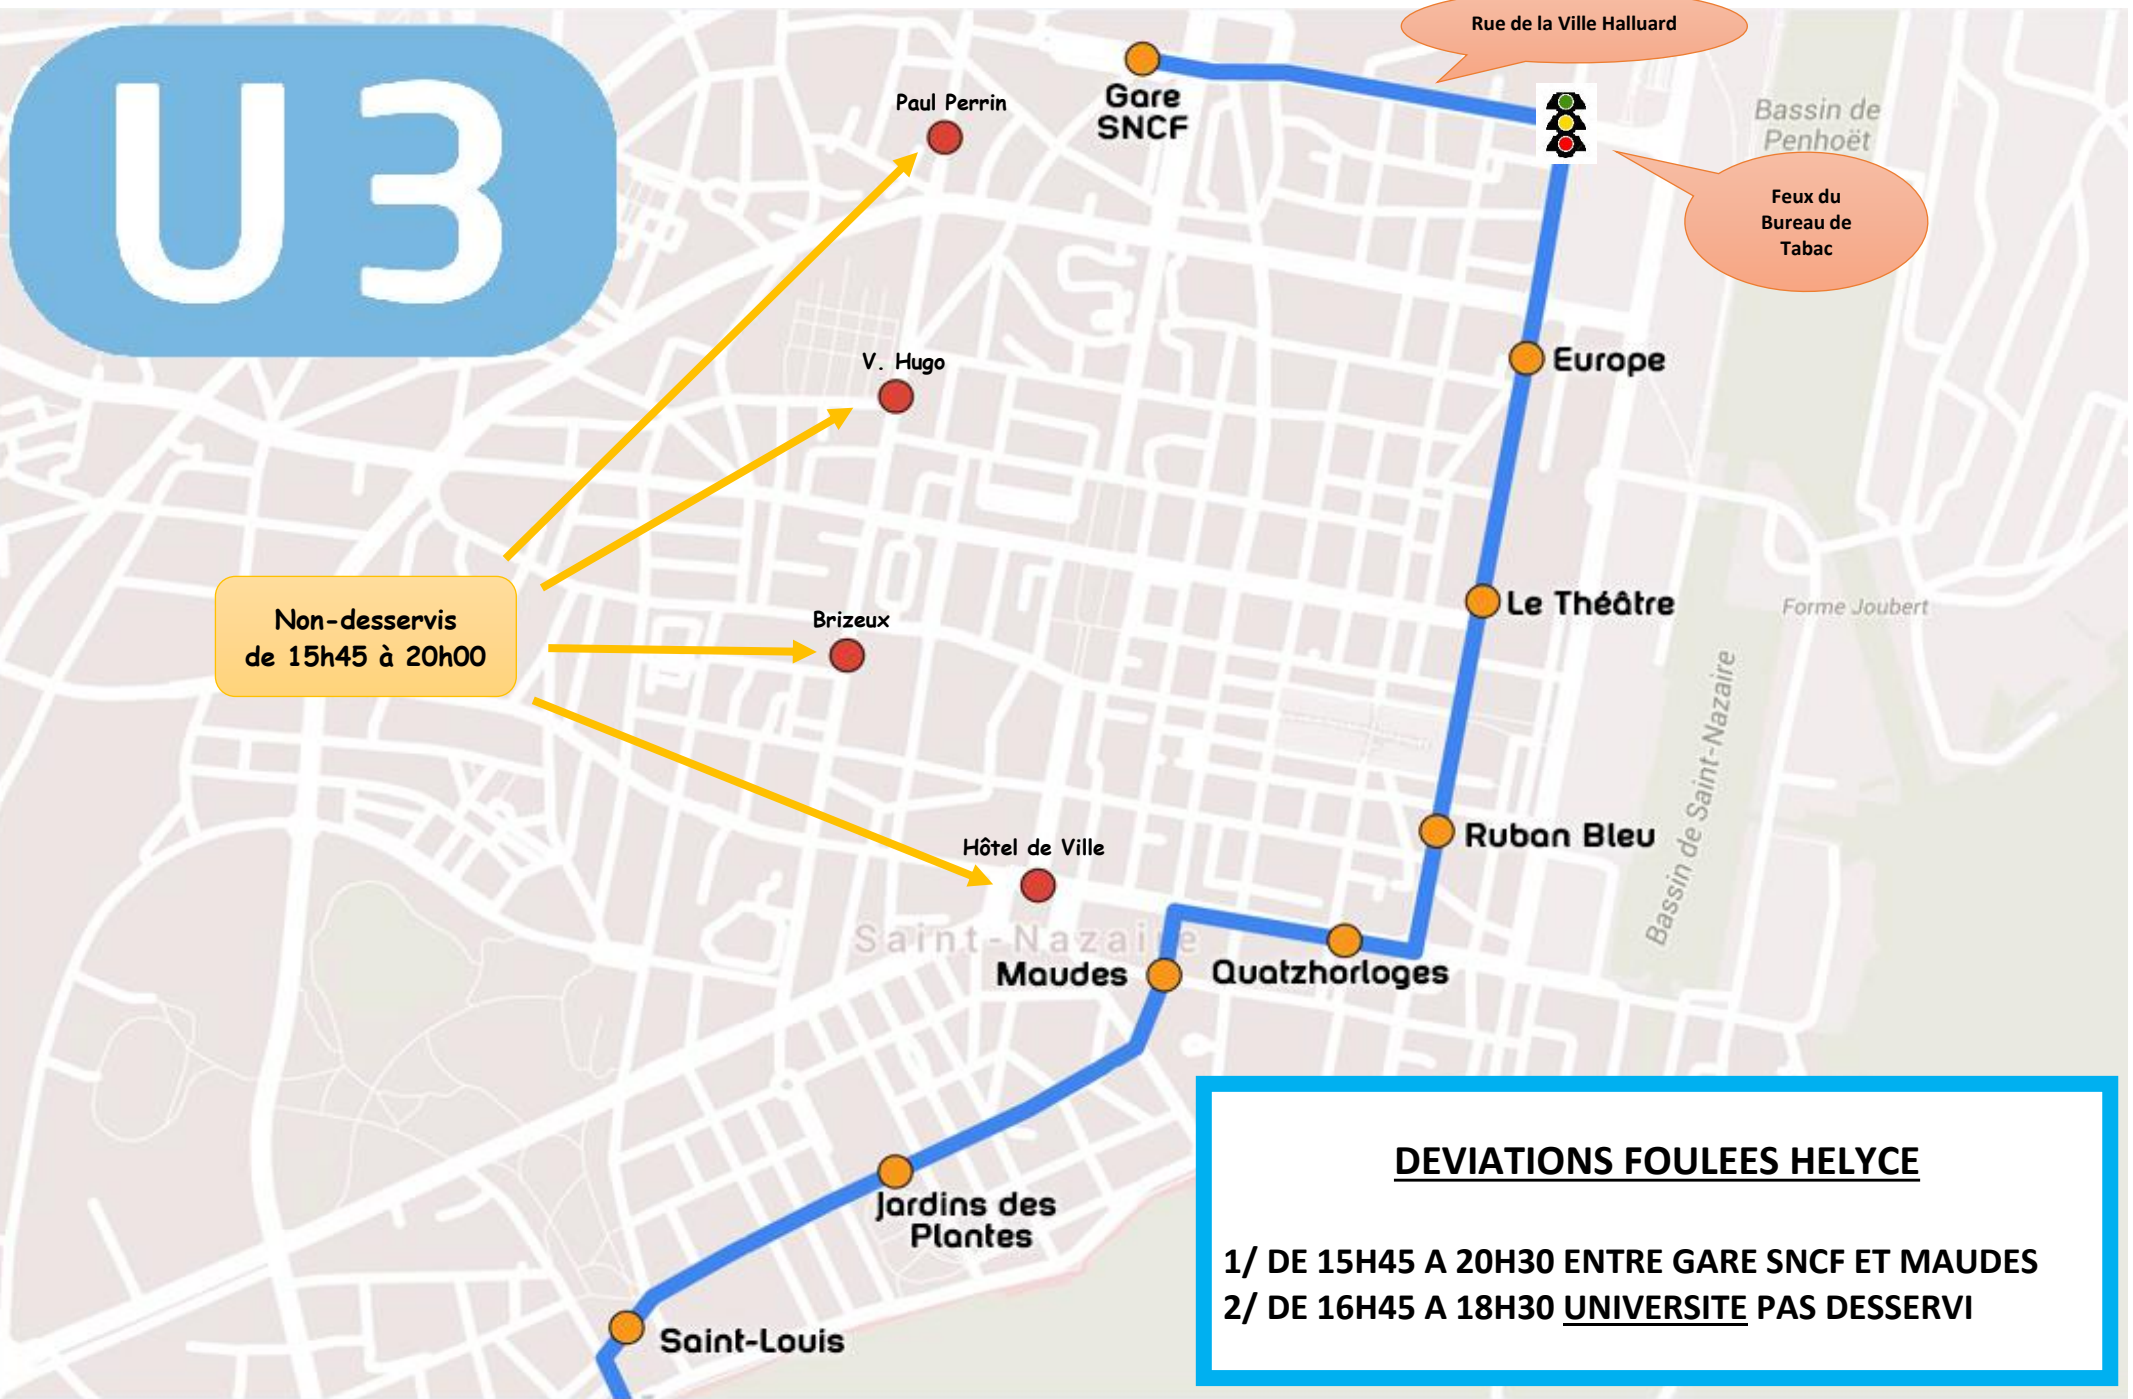 U 3
Rue de la Ville Halluard
Gare
SNCF
Paul Perrin
Bassin de
Penhoët
Feux du
Bureau de
Tabac
V. Hugo
Europe
Non-desservis
de 15h45 à 20h00
Brizeux
Le Théâtre
Forme Joubert
Bassin de Saint-Nazaire
Ruban Bleu
Hôtel de Ville
Saint-Nazaire
Maudes
Quatzhorloges
Jardins des
Plantes
Saint-Louis
DEVIATIONS FOULEES HELYCE
1/ DE 15H45 A 20H30 ENTRE GARE SNCF ET MAUDES
2/ DE 16H45 A 18H30 UNIVERSITE PAS DESSERVI